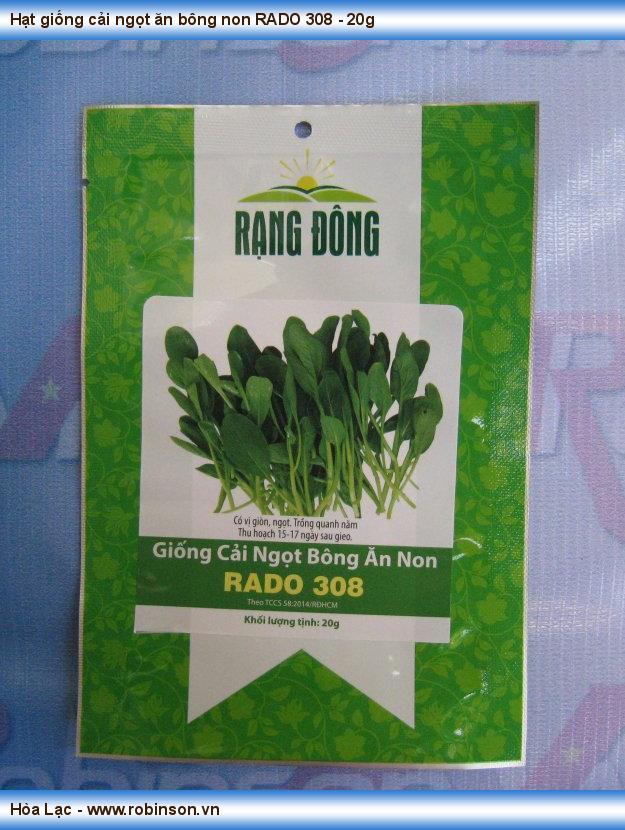 Hạt giống cải ngọt ăn bông non RADO 308 - 20g
RẠNG ĐÔNG
Có vị giòn, ngọt. Trồng quanh năm
Thu hoạch 15-17 ngày sau gieo.
Giống Cải Ngọt Bông Ăn Non
RADO 308
Theo TCCS 58:2014/RĐHCM
Khối lượng tịnh: 20g
Hòa Lạc - www.robinson.vn